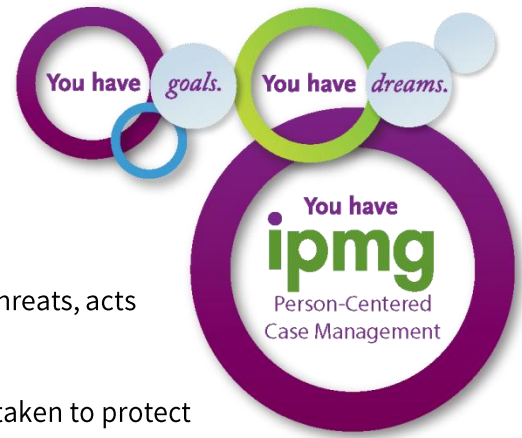 You have goals. You have dreams.
You have
ipmg
Person-Centered
Case Management
hreats, acts
taken to protect